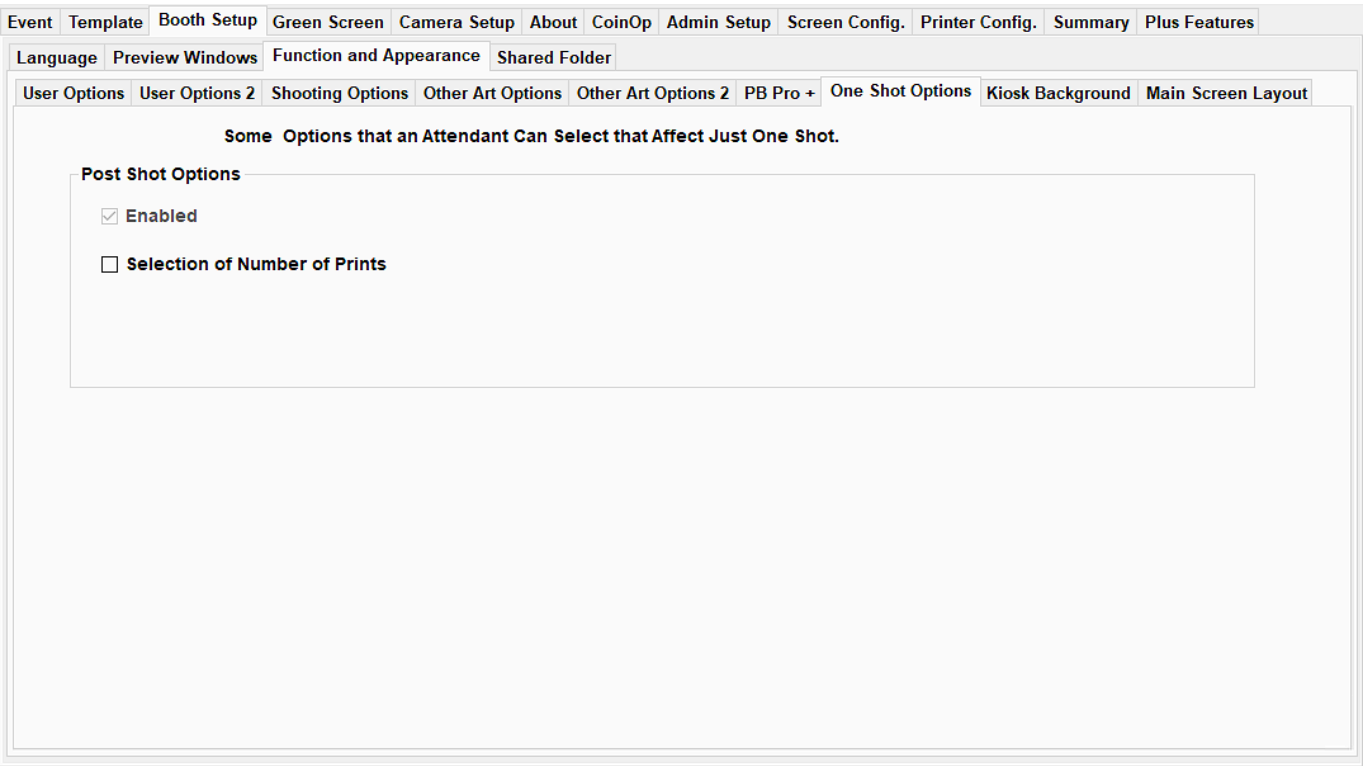 Event Template Booth Setup Green Screen Camera Setup About CoinOp Admin Setup Screen Config. Printer Config. Summary Plus Features
Language Preview Windows Function and Appearance Shared Folder
User Options User Options 2 Shooting Options Other Art Options Other Art Options 2 PB Pro + One Shot Options Kiosk Background Main Screen Layout
Some Options that an Attendant Can Select that Affect Just One Shot.
Post Shot Options
Enabled
Selection of Number of Prints